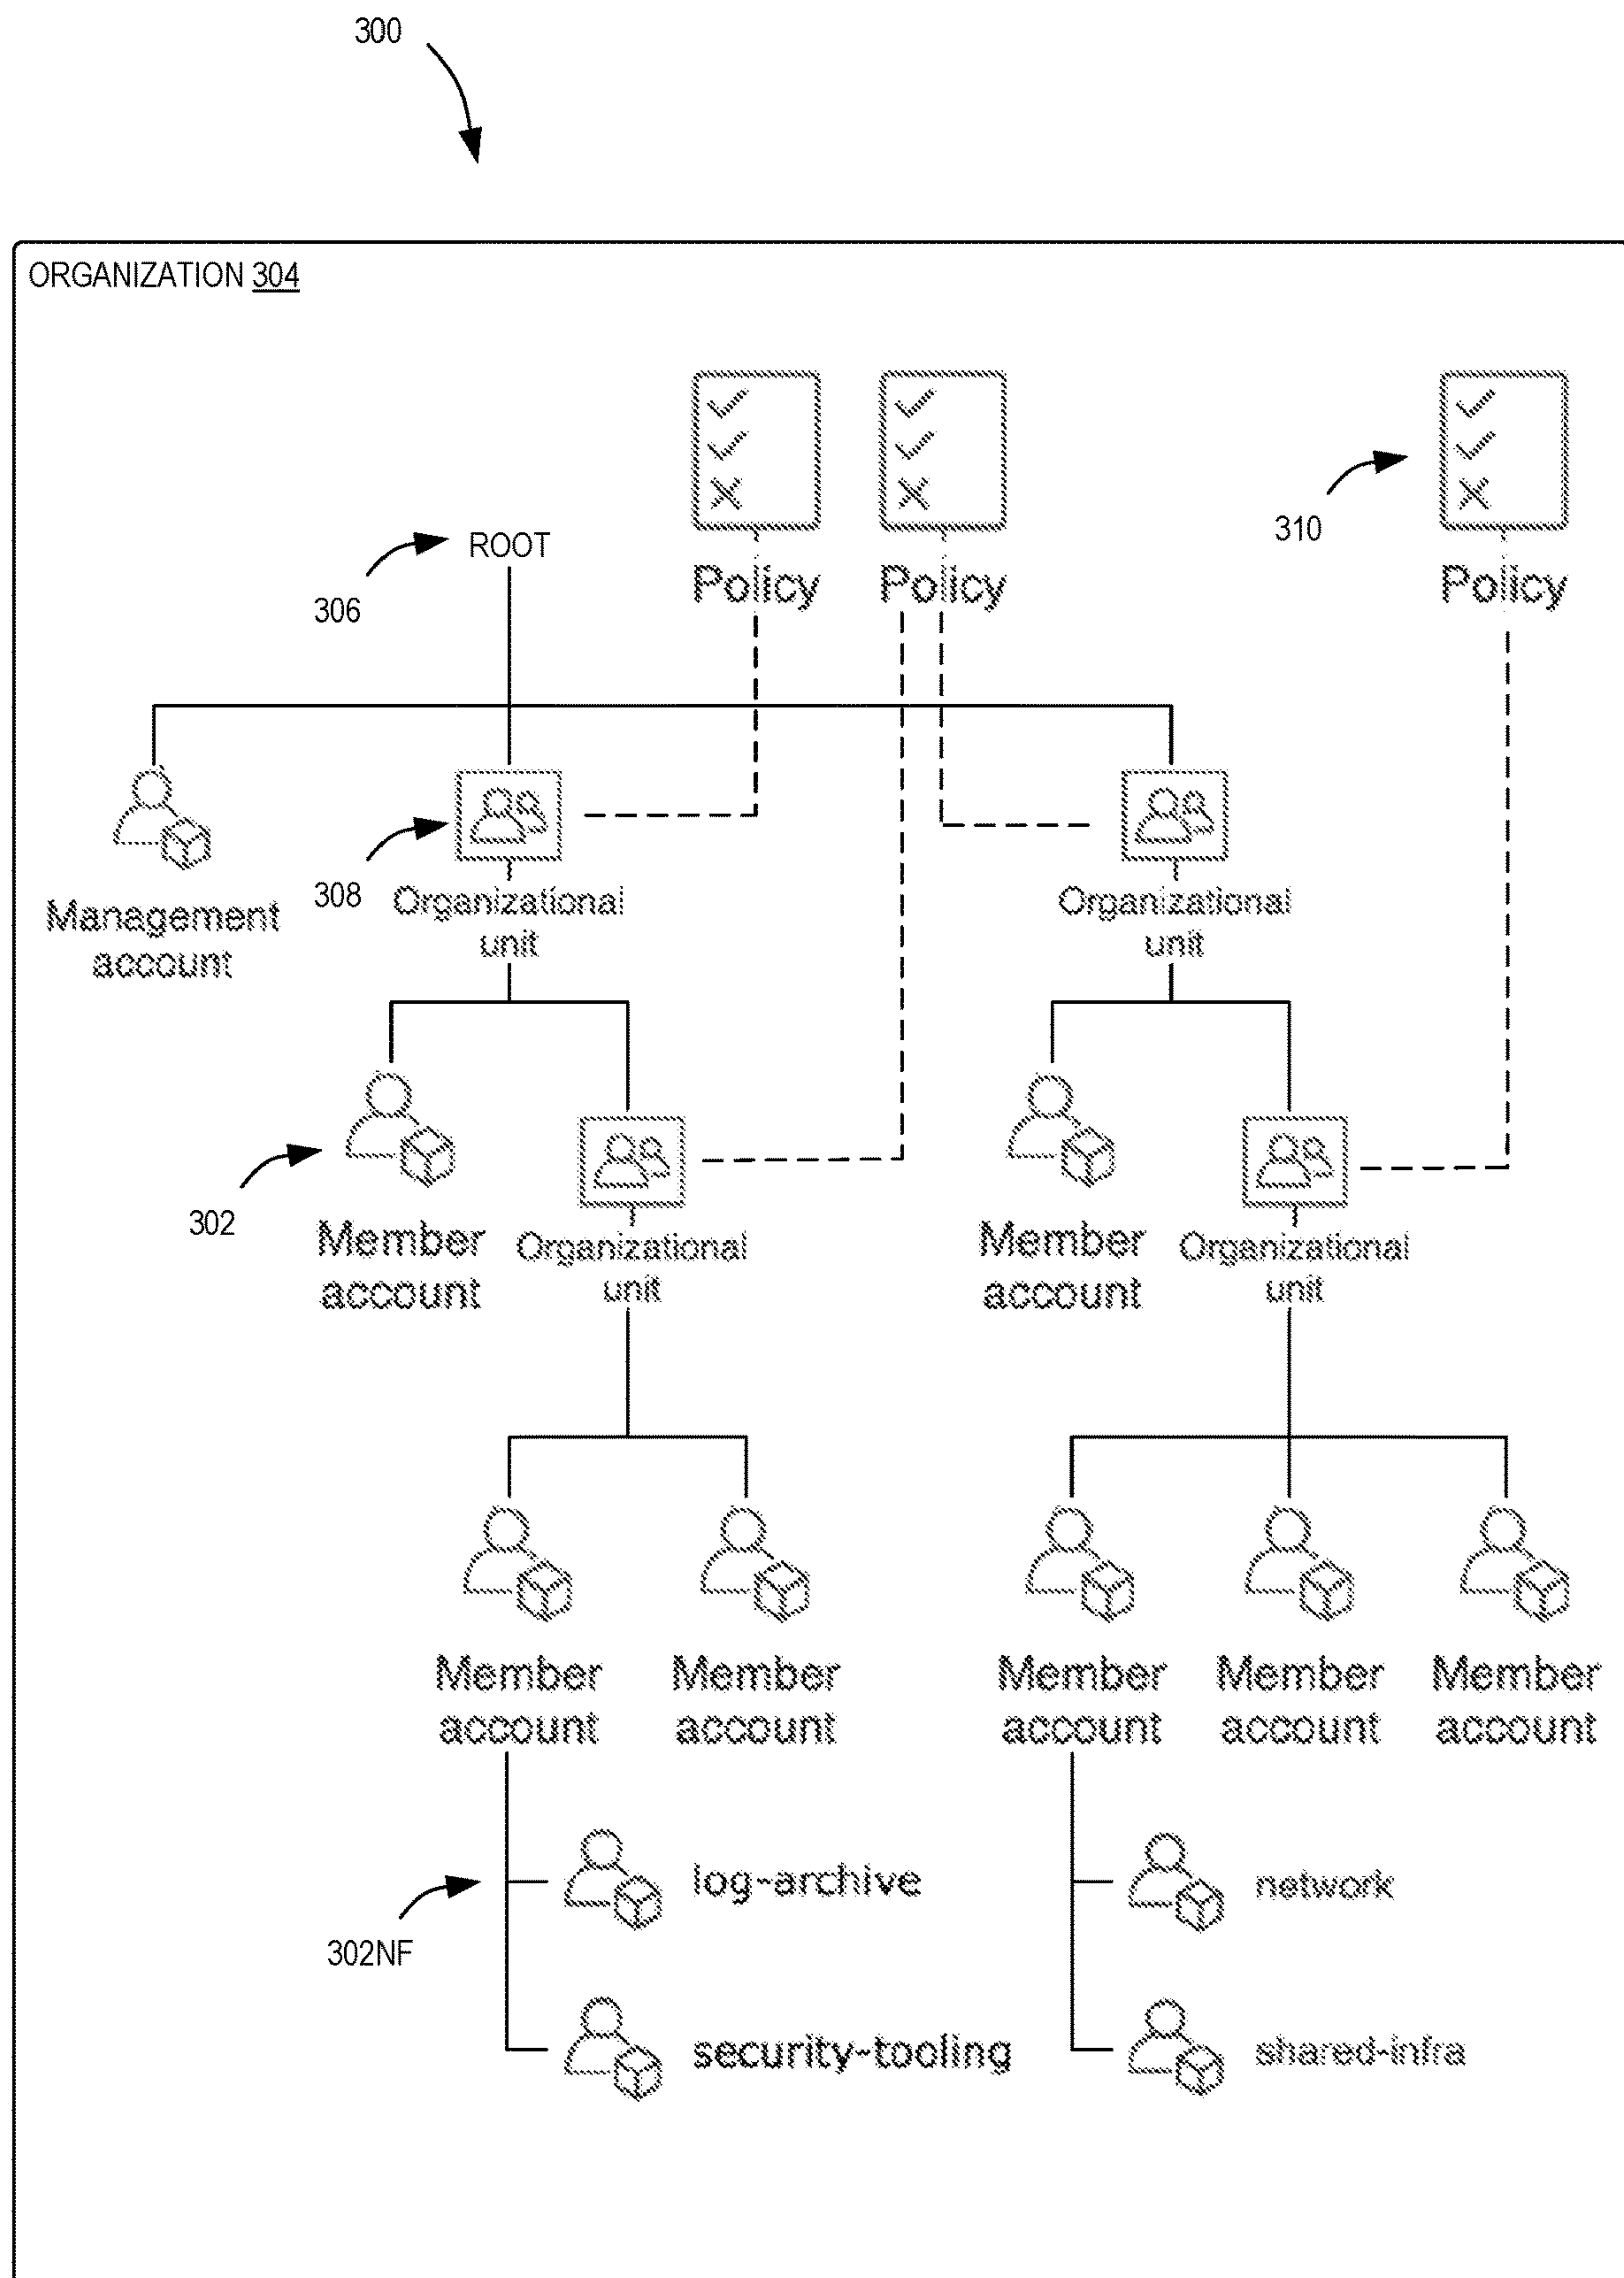 300
ORGANIZATION 304
310
ROOT
306
Policy
Policy
Policy
308
Management
account
Organizational
unit
Organizational
unit
302
Member
account
Organizational
unit
Member
account
Organizational
unit
Member
account
Member
account
Member
account
Member
account
Member
account
302NF
log-archive
network
security-tooling
shared-infra